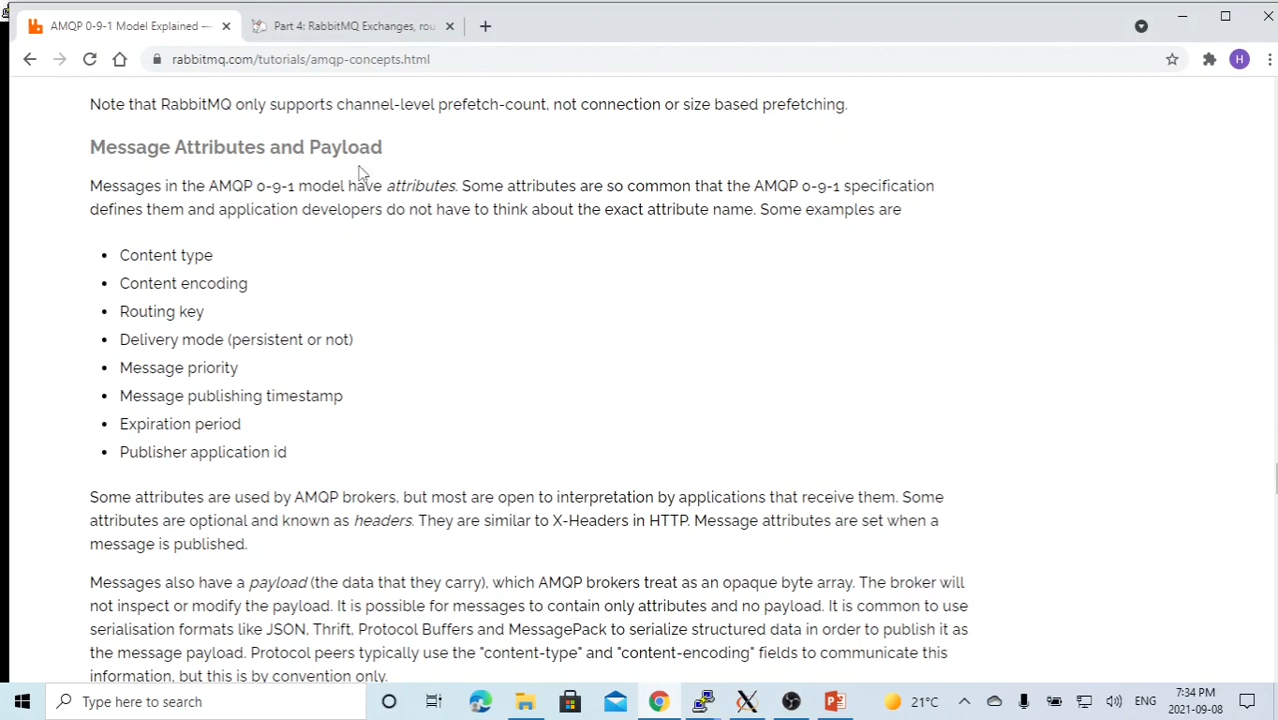 AMQP 0-9-1 Model Explained —
Part 4: RabbitMQ Exchanges, rou
rabbitmq.com/tutorials/amqp-concepts.html
H
Note that RabbitMQ only supports channel-level prefetch-count, not connection or size based prefetching.
Message Attributes and Payload
Messages in the AMQP 0-9-1 model have attributes. Some attributes are so common that the AMQP 0-9-1 specification
defines them and application developers do not have to think about the exact attribute name. Some examples are
• Content type
• Content encoding
• Routing key
• Delivery mode (persistent or not)
• Message priority
• Message publishing timestamp
• Expiration period
• Publisher application id
Some attributes are used by AMQP brokers, but most are open to interpretation by applications that receive them. Some
attributes are optional and known as headers. They are similar to X-Headers in HTTP. Message attributes are set when a
message is published.
Messages also have a payload (the data that they carry), which AMQP brokers treat as an opaque byte array. The broker will
not inspect or modify the payload. It is possible for messages to contain only attributes and no payload. It is common to use
serialisation formats like JSON, Thrift, Protocol Buffers and MessagePack to serialize structured data in order to publish it as
the message payload. Protocol peers typically use the "content-type" and "content-encoding" fields to communicate this
information, but this is by convention only.
Type here to search
21°C
ENG
7:34 PM
2021-09-08